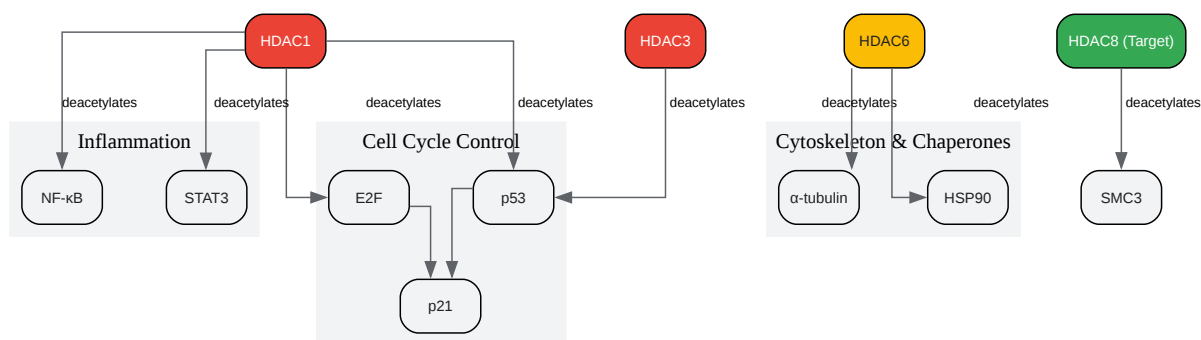 HDAC1
HDAC3
HDAC6
HDAC8 (Target)
deacetylates
deacetylates
deacetylates
deacetylates
deacetylates
deacetylates
deacetylates
deacetylates
Inflammation
Cell Cycle Control
Cytoskeleton & Chaperones
NF-κB
STAT3
E2F
p53
α-tubulin
HSP90
SMC3
p21